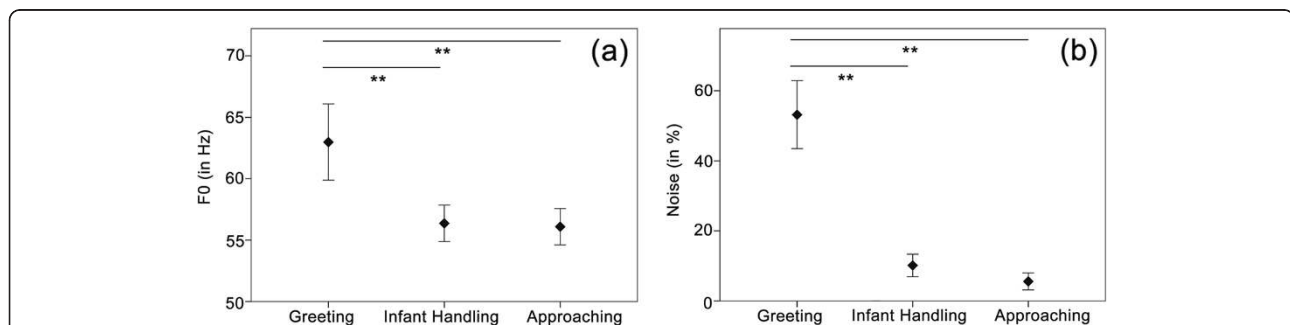 (a)
F0 (in Hz)
70
65
60
55
50
**
**
Greeting Infant Handling Approaching
(b)
Noise (in %)
60
40
20
0
**
**
Greeting Infant Handling Approaching